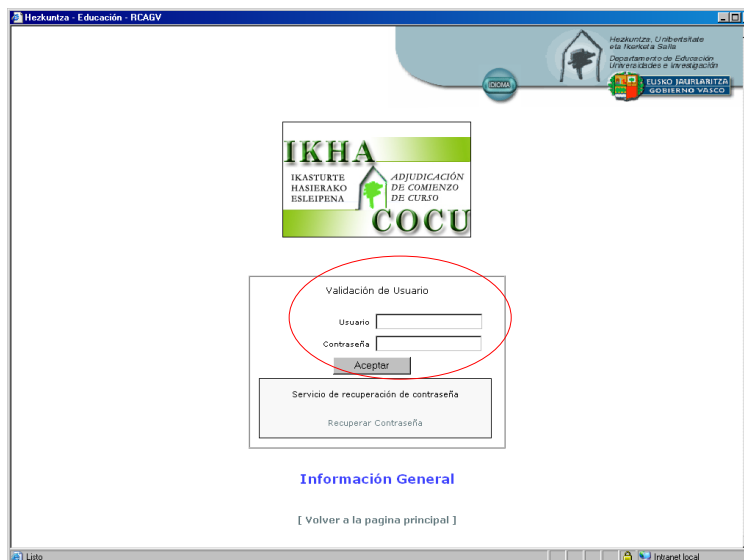 Hezkuntza - Educación - RCAGV
Hezkuntza, Unibertsitate
eta Ikerketa Saila
Departamento de Educación
Universidades e Investigación
IDIOMA
EUSKO JAURLARITZA
GOBIERNO VASCO
IKHA
IKASTURTE
HASIERAKO
ESLEIPENA
ADJUDICACIÓN
DE COMIENZO
DE CURSO
COCU
Validación de Usuario
Usuario
Contraseña
Aceptar
Servicio de recuperación de contraseña
Recuperar Contraseña
Información General
[ Volver a la pagina principal ]
Listo
Intranet local